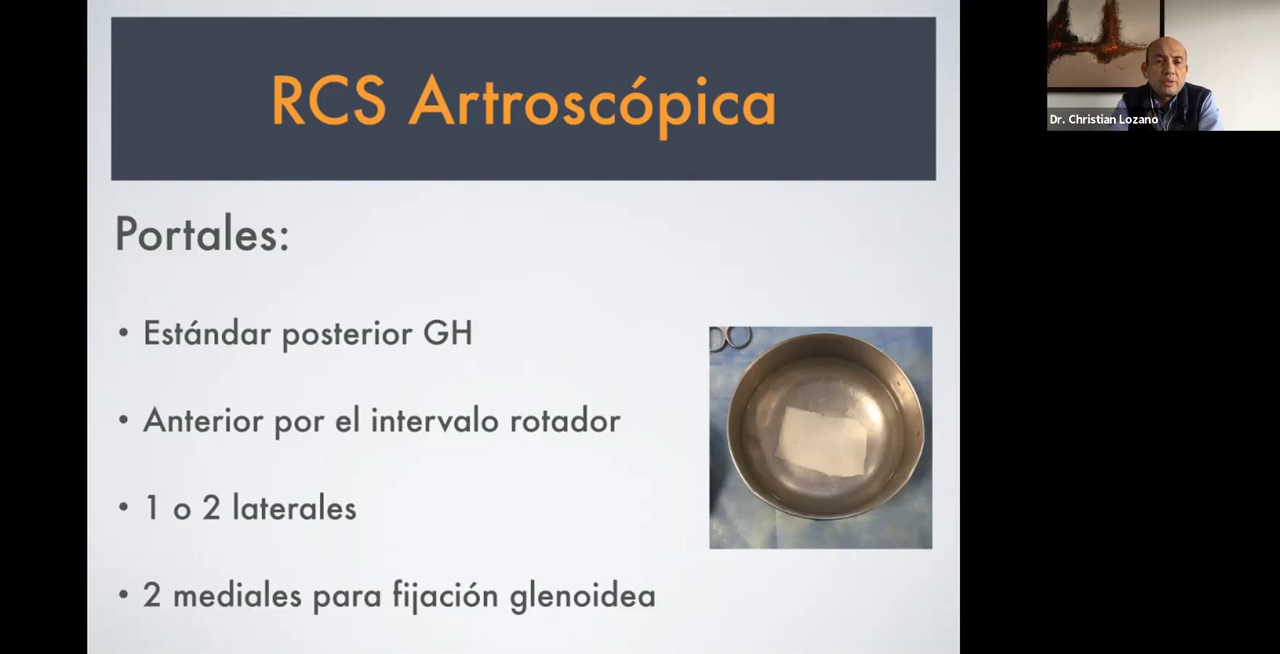 RCS Artroscópica
Portales:
• Estándar posterior GH
• Anterior por el intervalo rotador
• 1 o 2 laterales
• 2 mediales para fijación glenoidea
Dr. Christian Lozano